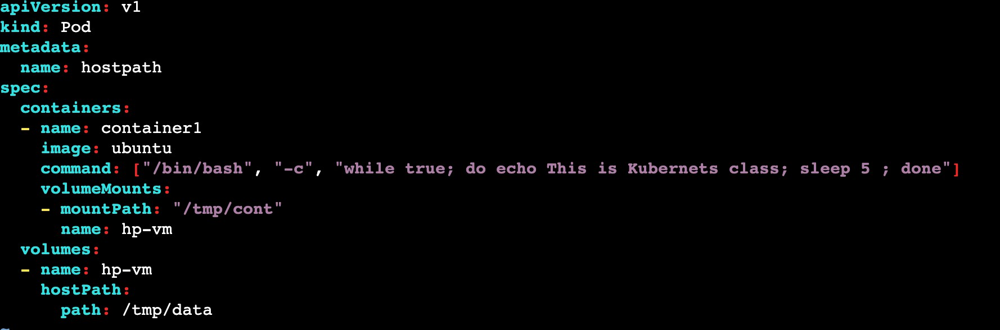 apiVersion: v1
kind: Pod
metadata:
  name: hostpath
spec:
  containers:
  - name: container1
    image: ubuntu
    command: ["/bin/bash", "-c", "while true; do echo This is Kubernets class; sleep 5 ; done"]
    volumeMounts:
    - mountPath: "/tmp/cont"
      name: hp-vm
  volumes:
  - name: hp-vm
    hostPath:
      path: /tmp/data
~